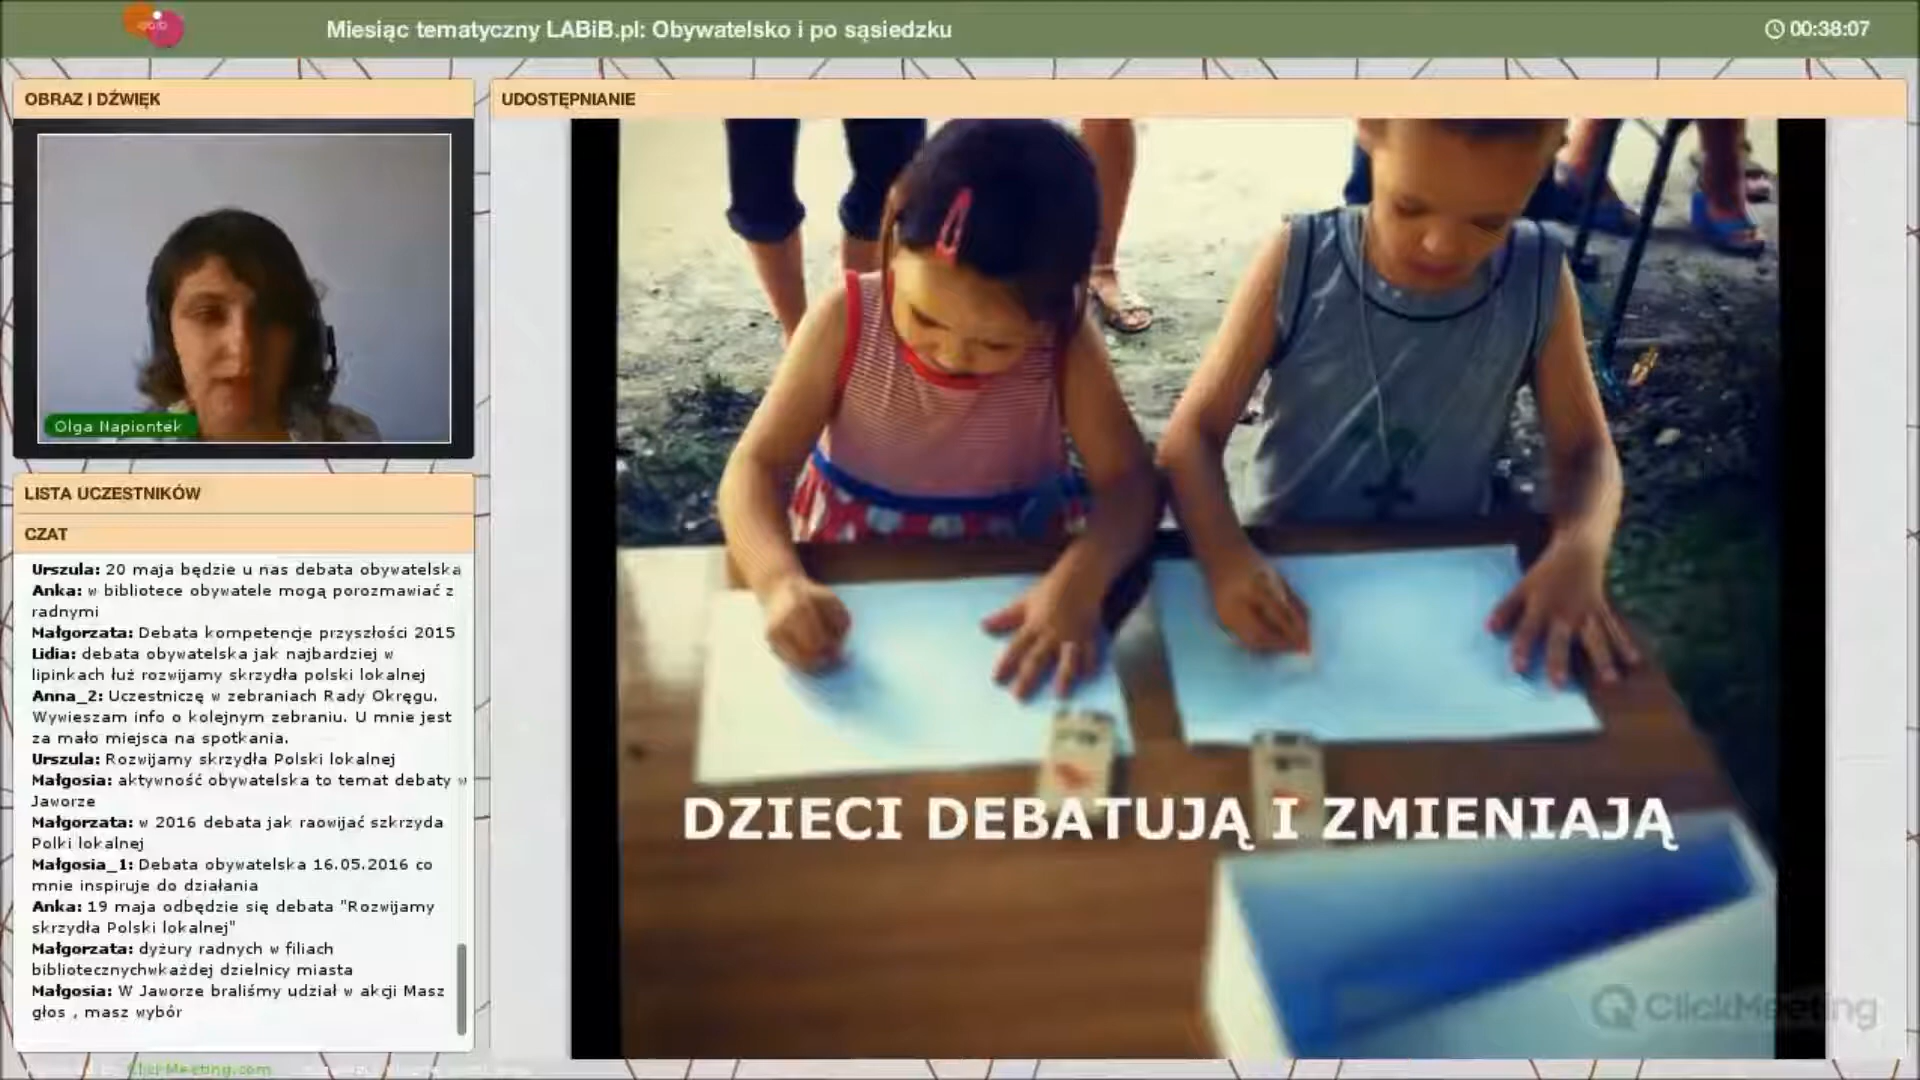 Miesiąc tematyczny LABiB.pl: Obywatelsko i po sąsiedzku
00:38:07
OBRAZ I DŹWIĘK
Olga Napiontek
LISTA UCZESTNIKÓW
CZAT
Urszula: 20 maja będzie u nas debata obywatelska
Anka: w bibliotece obywatele mogą porozmawiać z
radnymi
Małgorzata: Debata kompetencje przyszłości 2015
Lidia: debata obywatelska jak najbardziej w
lipinkach łuż rozwijamy skrzydła polski lokalnej
Anna_2: Uczestniczę w zebraniach Rady Okręgu.
Wywieszam info o kolejnym zebraniu. U mnie jest
za mało miejsca na spotkania.
Urszula: Rozwijamy skrzydła Polski lokalnej
Małgosia: aktywność obywatelska to temat debaty w
Jaworze
Małgorzata: w 2016 debata jak raowijać szkrzyda
Polki lokalnej
Małgosia_1: Debata obywatelska 16.05.2016 co
mnie inspiruje do działania
Anka: 19 maja odbędzie się debata "Rozwijamy
skrzydła Polski lokalnej"
Małgorzata: dyżury radnych w filiach
bibliotecznychwkażdej dzielnicy miasta
Małgosia: W Jaworze braliśmy udział w akcji Masz
głos , masz wybór
ClickMeeting.com
UDOSTĘPNIANIE
DZIECI DEBATUJĄ I ZMIENIAJĄ
ClickMeeting